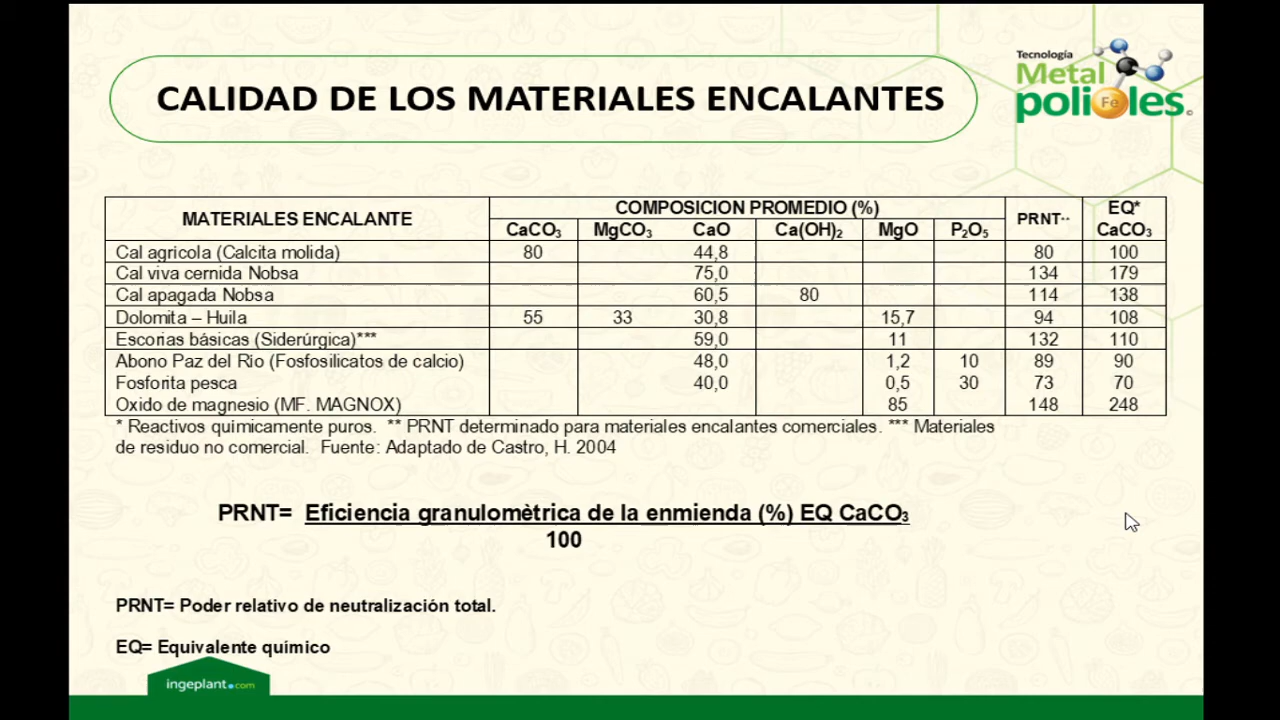 CALIDAD DE LOS MATERIALES ENCALANTES
Tecnología
Metal
polioles
Fe
©
MATERIALES ENCALANTE COMPOSICION PROMEDIO (%) PRNT** EQ* CaCO₃
CaCO₃ MgCO₃ CaO Ca(OH)₂ MgO P₂O₅
Cal agricola (Calcita molida) 80 44,8 80 100
Cal viva cernida Nobsa 75,0 134 179
Cal apagada Nobsa 60,5 80 114 138
Dolomita – Huila 55 33 30,8 15,7 94 108
Escorias básicas (Siderúrgica)*** 59,0 11 132 110
Abono Paz del Río (Fosfosilicatos de calcio) 48,0 1,2 10 89 90
Fosforita pesca 40,0 0,5 30 73 70
Oxido de magnesio (MF. MAGNOX) 85 148 248
* Reactivos químicamente puros. ** PRNT determinado para materiales encalantes comerciales. *** Materiales
de residuo no comercial. Fuente: Adaptado de Castro, H. 2004
PRNT= Eficiencia granulomètrica de la enmienda (%) EQ CaCO₃
100
PRNT= Poder relativo de neutralización total.
EQ= Equivalente químico
ingeplant.com